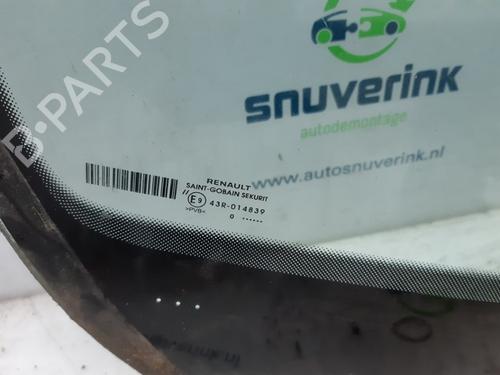 B-PARTS
snuverink
autodemontage
www.autosnuverink.nl
RENAULT
SAINT-GOBAIN SEKURIT
E9 43R-014839
>PVB<
0 ......